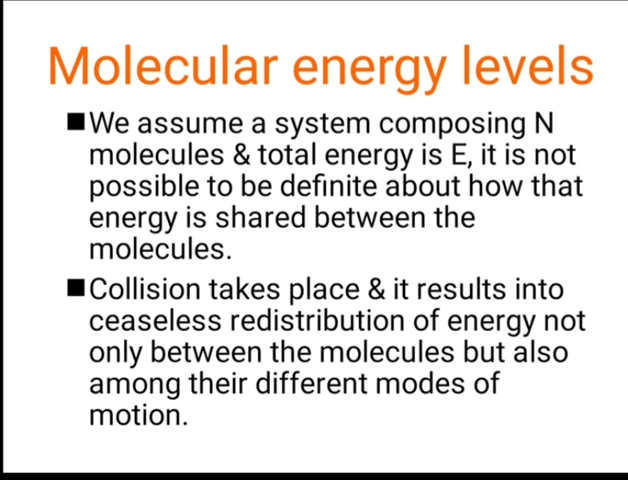 Molecular energy levels
■We assume a system composing N
molecules & total energy is E, it is not
possible to be definite about how that
energy is shared between the
molecules.
■Collision takes place & it results into
ceaseless redistribution of energy not
only between the molecules but also
among their different modes of
motion.